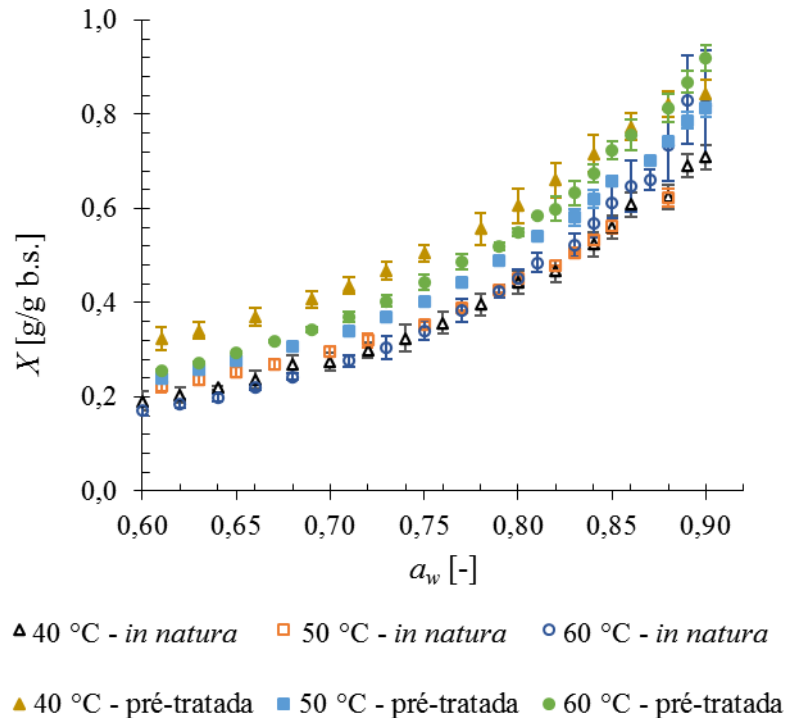 1,0
0,8
0,6
0,4
0,2
0,0
X [g/g b.s.]
0,60 0,65 0,70 0,75 0,80 0,85 0,90
a_w [-]
40 °C - in natura 50 °C - in natura 60 °C - in natura
40 °C - pré-tratada 50 °C - pré-tratada 60 °C - pré-tratada